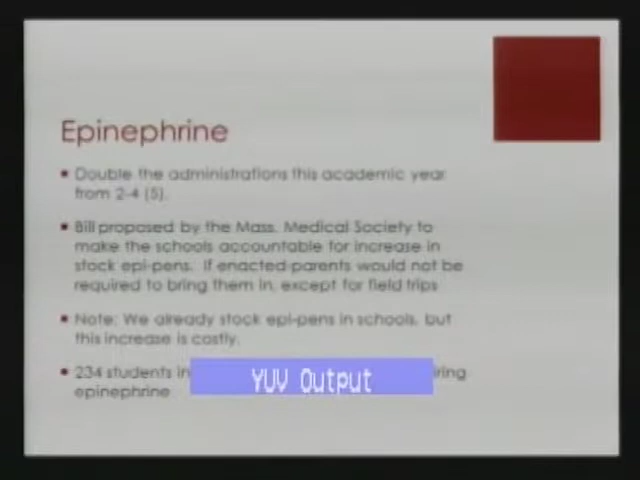 Epinephrine
▪ Double the administrations this academic year
from 2-4 (5).
▪ Bill proposed by the Mass. Medical Society to
make the schools accountable for increase in
stock epi-pens. If enacted parents would not be
required to bring them in, except for field trips
▪ Note: We already stock epi-pens in schools, but
this increase is costly.
▪ 234 students in
YUV Output
epinephrine